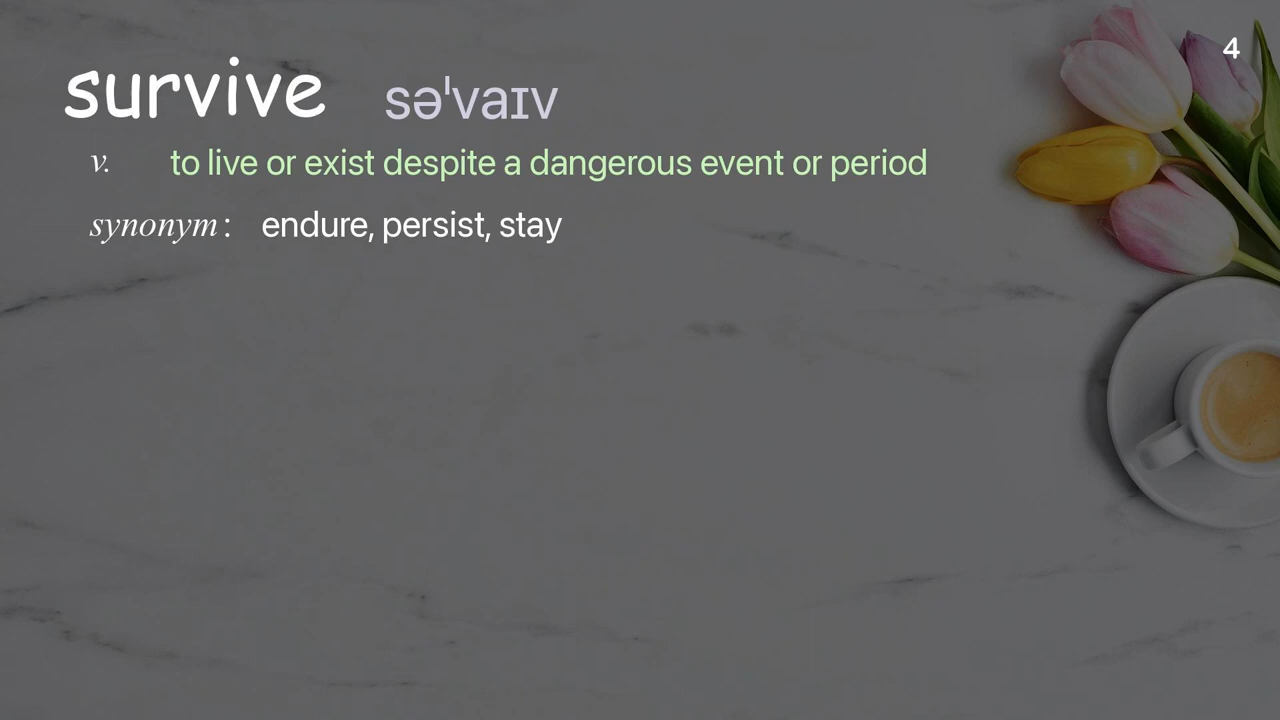 4
survive səˈvaɪv
v. to live or exist despite a dangerous event or period
synonym : endure, persist, stay